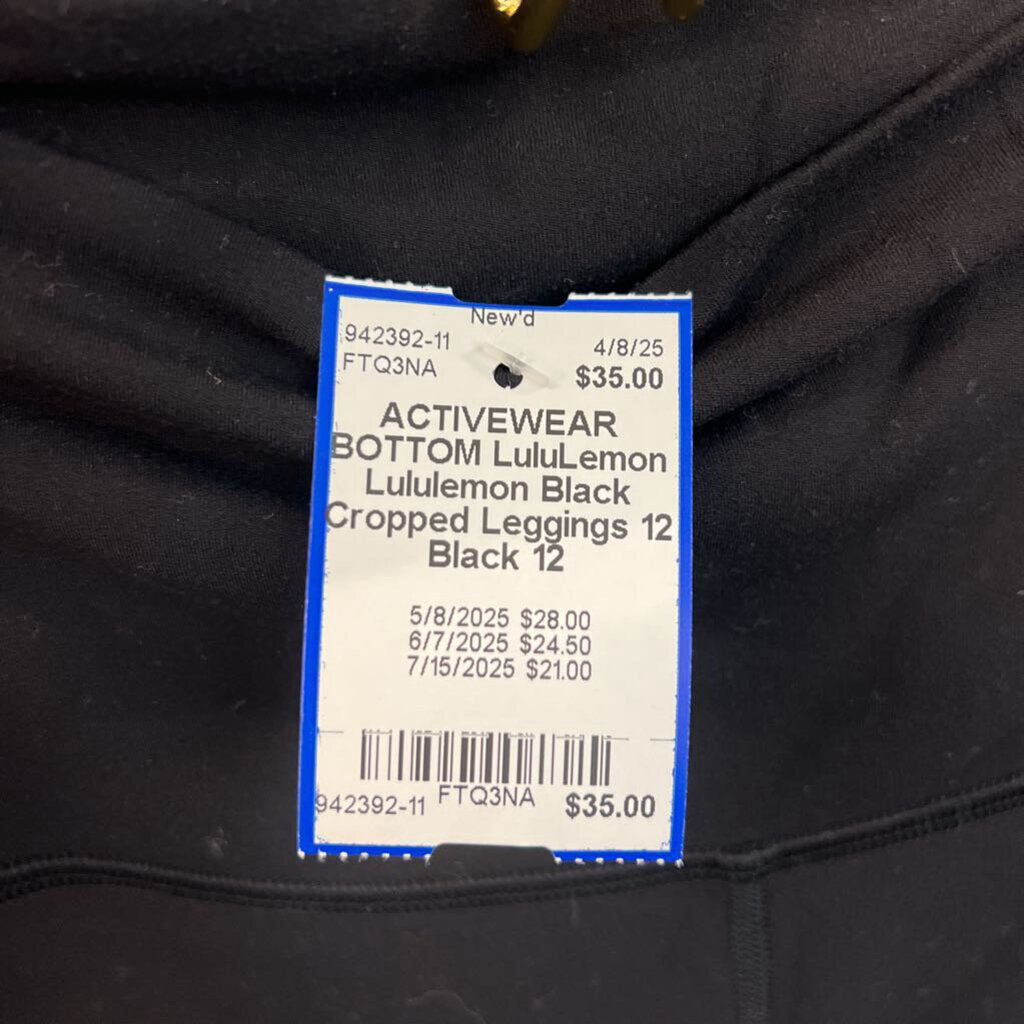 New'd
942392-11 4/8/25
FTQ3NA $35.00
ACTIVEWEAR
BOTTOM LuluLemon
Lululemon Black
Cropped Leggings 12
Black 12
5/8/2025 $28.00
6/7/2025 $24.50
7/15/2025 $21.00
942392-11 FTQ3NA $35.00